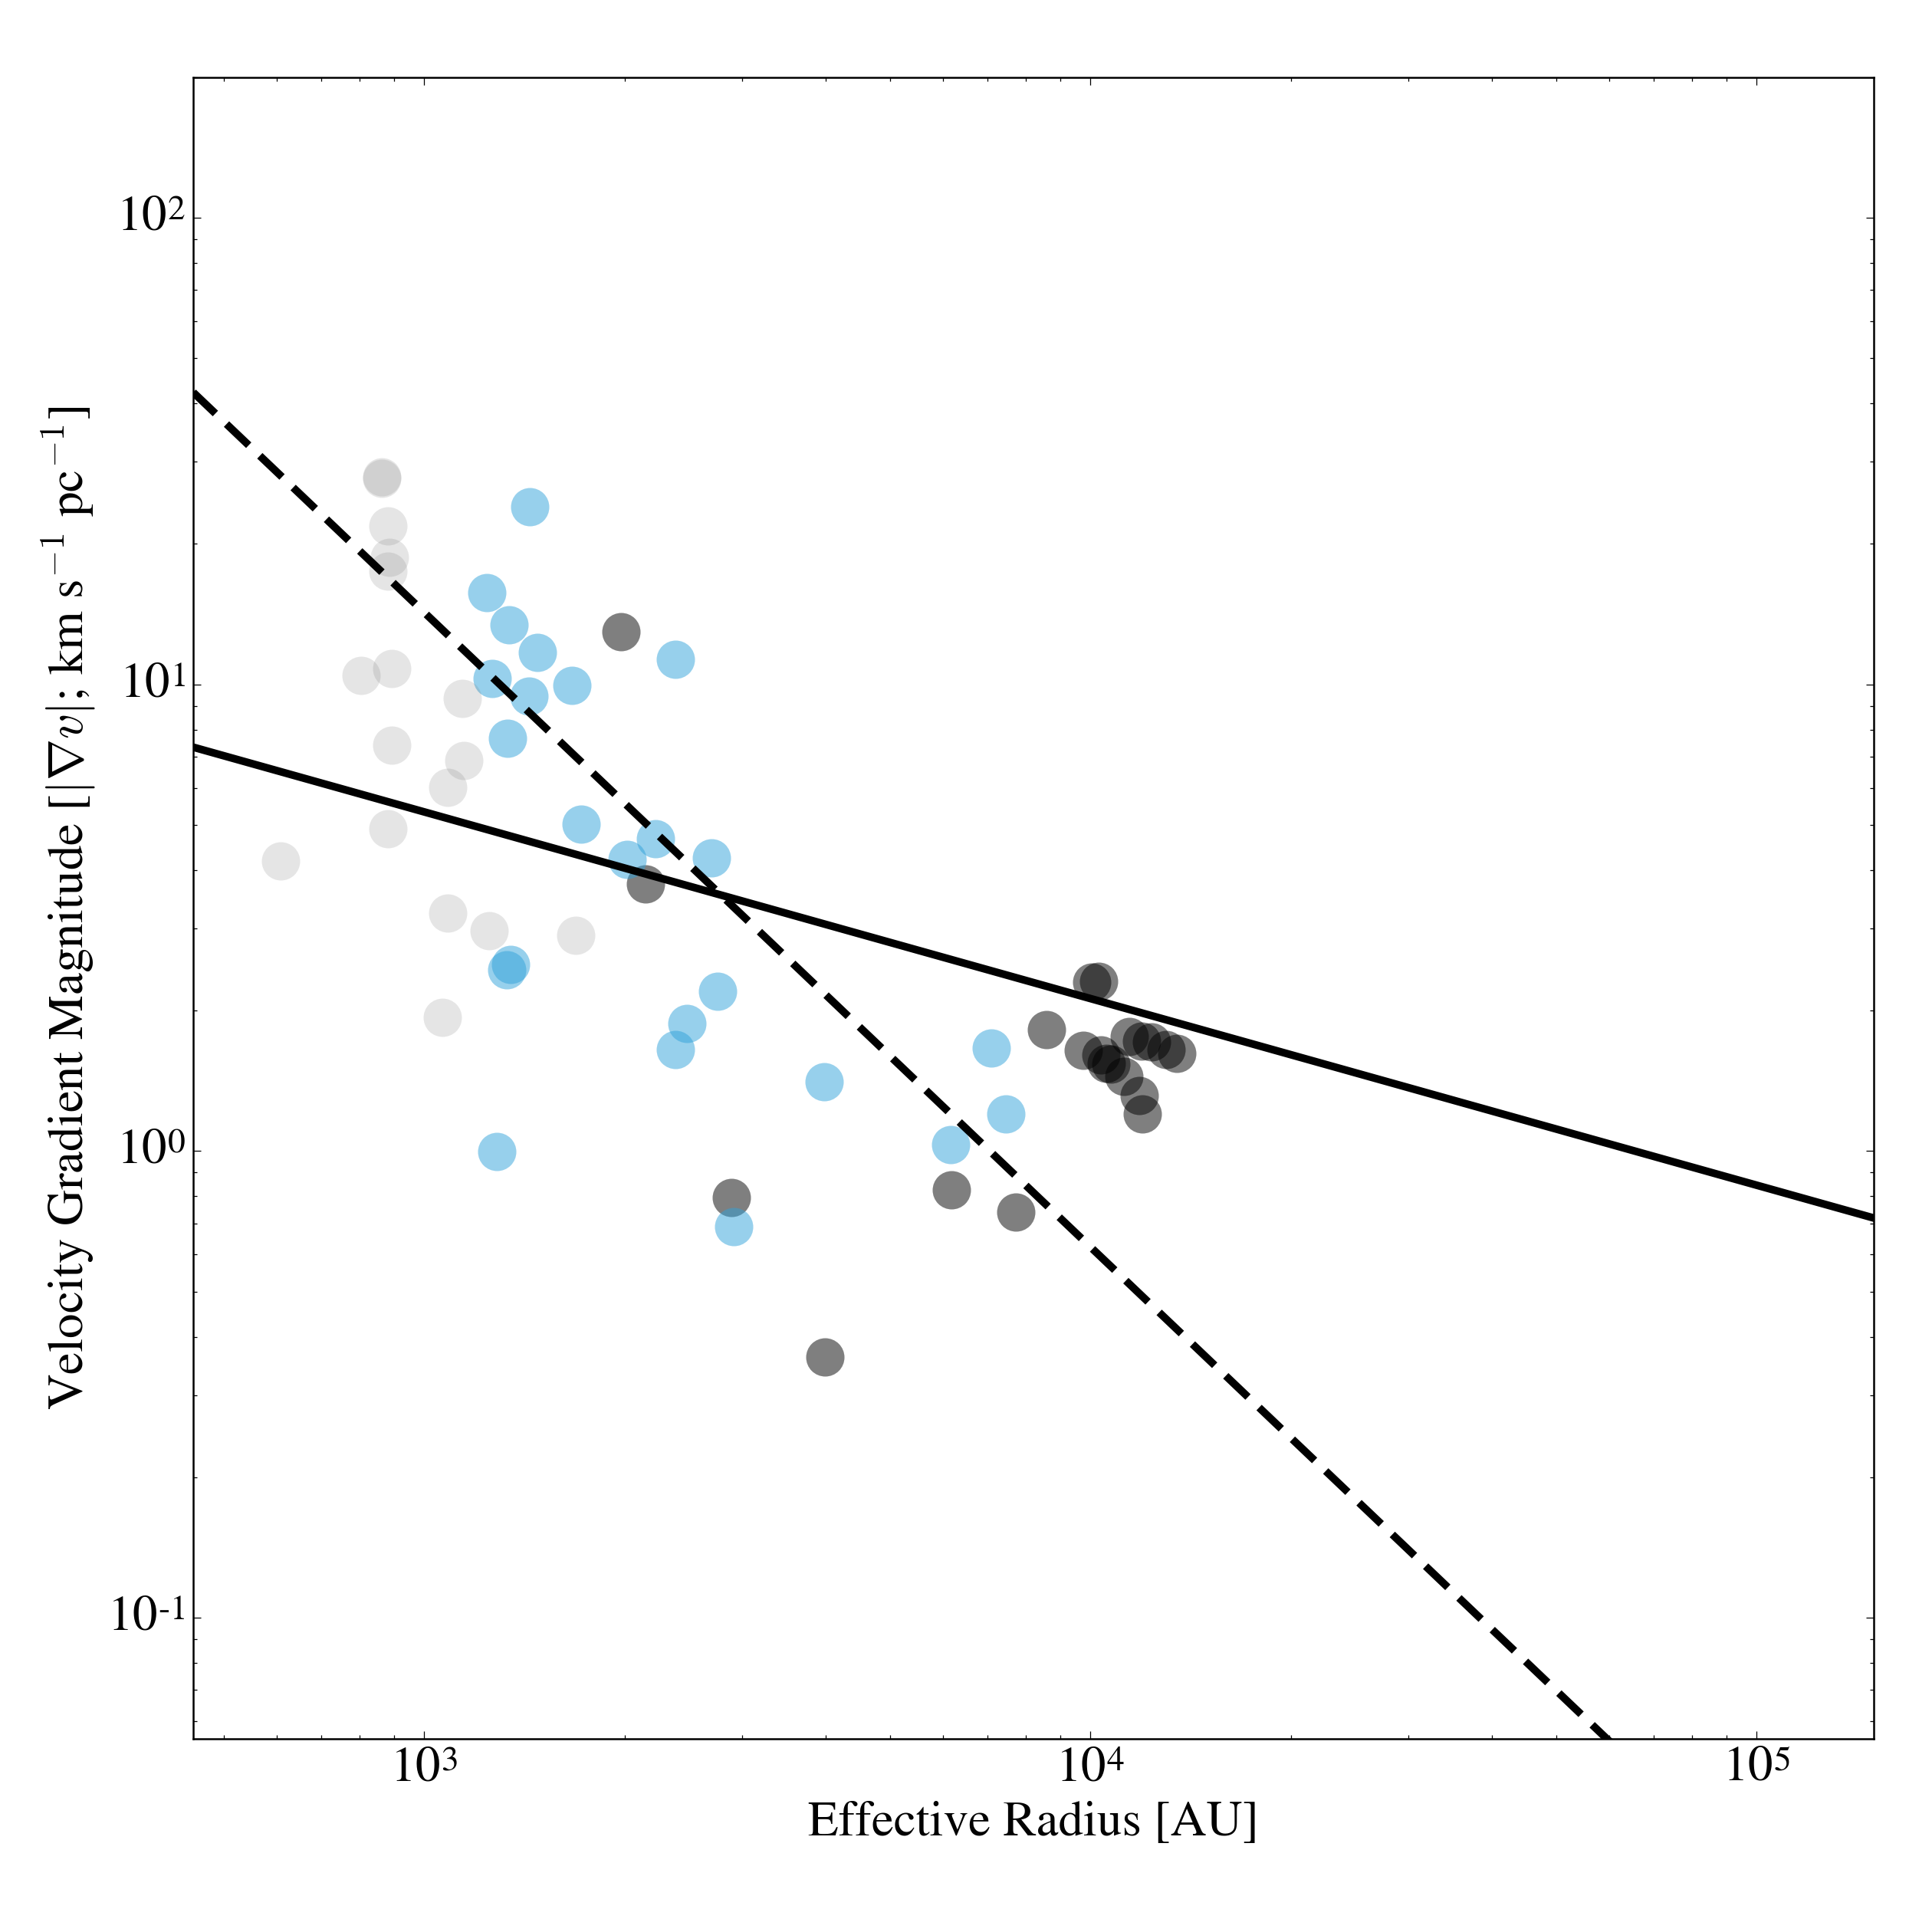 Velocity Gradient Magnitude [|∇v|; km s⁻¹ pc⁻¹]
10²
10¹
10⁰
10⁻¹
10³ 10⁴ 10⁵
Effective Radius [AU]